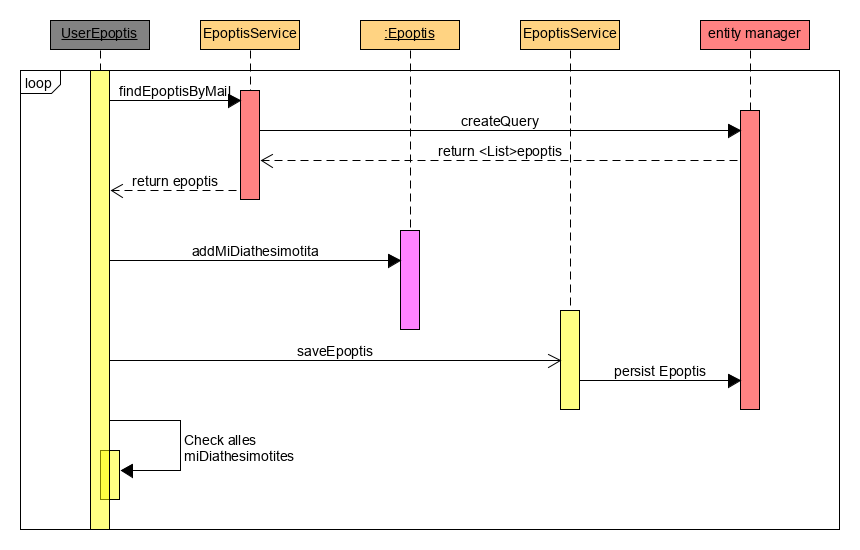 UserEpoptis
EpoptisService
:Epoptis
EpoptisService
entity manager
loop
findEpoptisByMail
createQuery
return <List>epoptis
return epoptis
addMiDiathesimotita
saveEpoptis
persist Epoptis
Check alles
miDiathesimotites